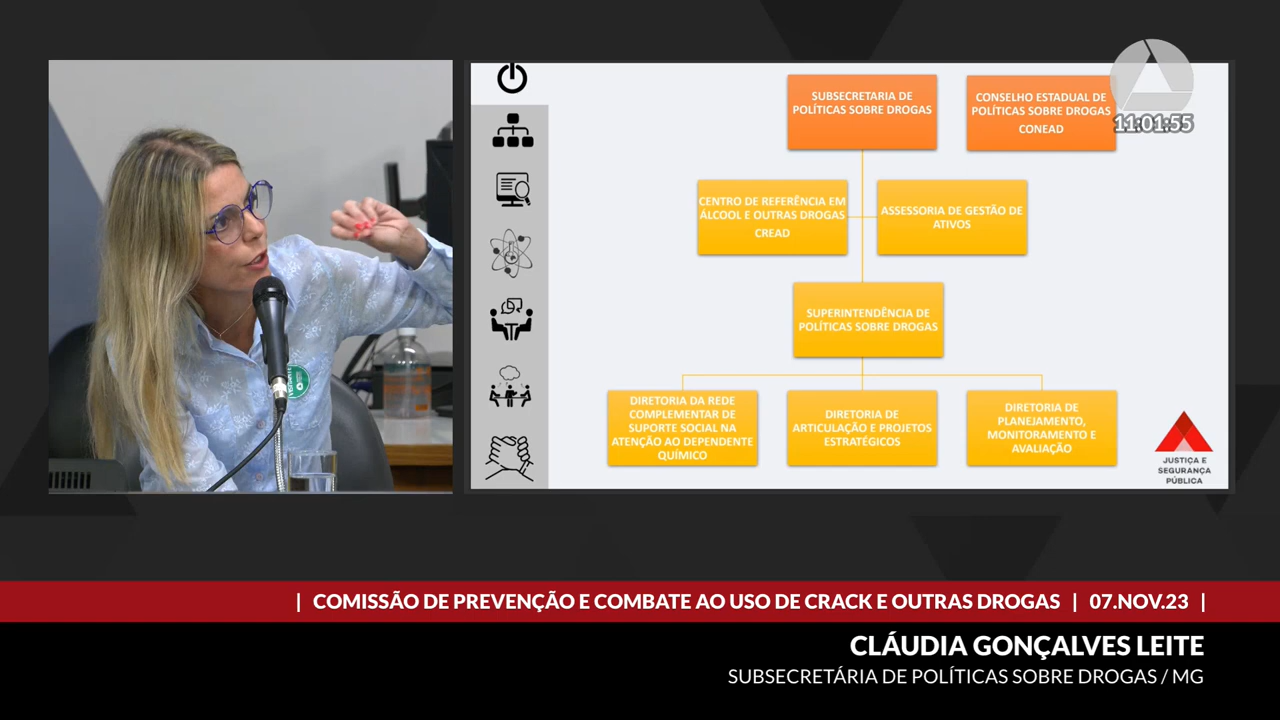 SUBSECRETARIA DE
POLÍTICAS SOBRE DROGAS
CONSELHO ESTADUAL DE
POLÍTICAS SOBRE DROGAS
CONEAD
11:01:55
CENTRO DE REFERÊNCIA EM
ÁLCOOL E OUTRAS DROGAS
CREAD
ASSESSORIA DE GESTÃO DE
ATIVOS
SUPERINTENDÊNCIA DE
POLÍTICAS SOBRE DROGAS
DIRETORIA DA REDE
COMPLEMENTAR DE
SUPORTE SOCIAL NA
ATENÇÃO AO DEPENDENTE
QUÍMICO
DIRETORIA DE
ARTICULAÇÃO E PROJETOS
ESTRATÉGICOS
DIRETORIA DE
PLANEJAMENTO,
MONITORAMENTO E
AVALIAÇÃO
JUSTIÇA E
SEGURANÇA
PÚBLICA
| COMISSÃO DE PREVENÇÃO E COMBATE AO USO DE CRACK E OUTRAS DROGAS | 07.NOV.23 |
CLÁUDIA GONÇALVES LEITE
SUBSECRETÁRIA DE POLÍTICAS SOBRE DROGAS / MG